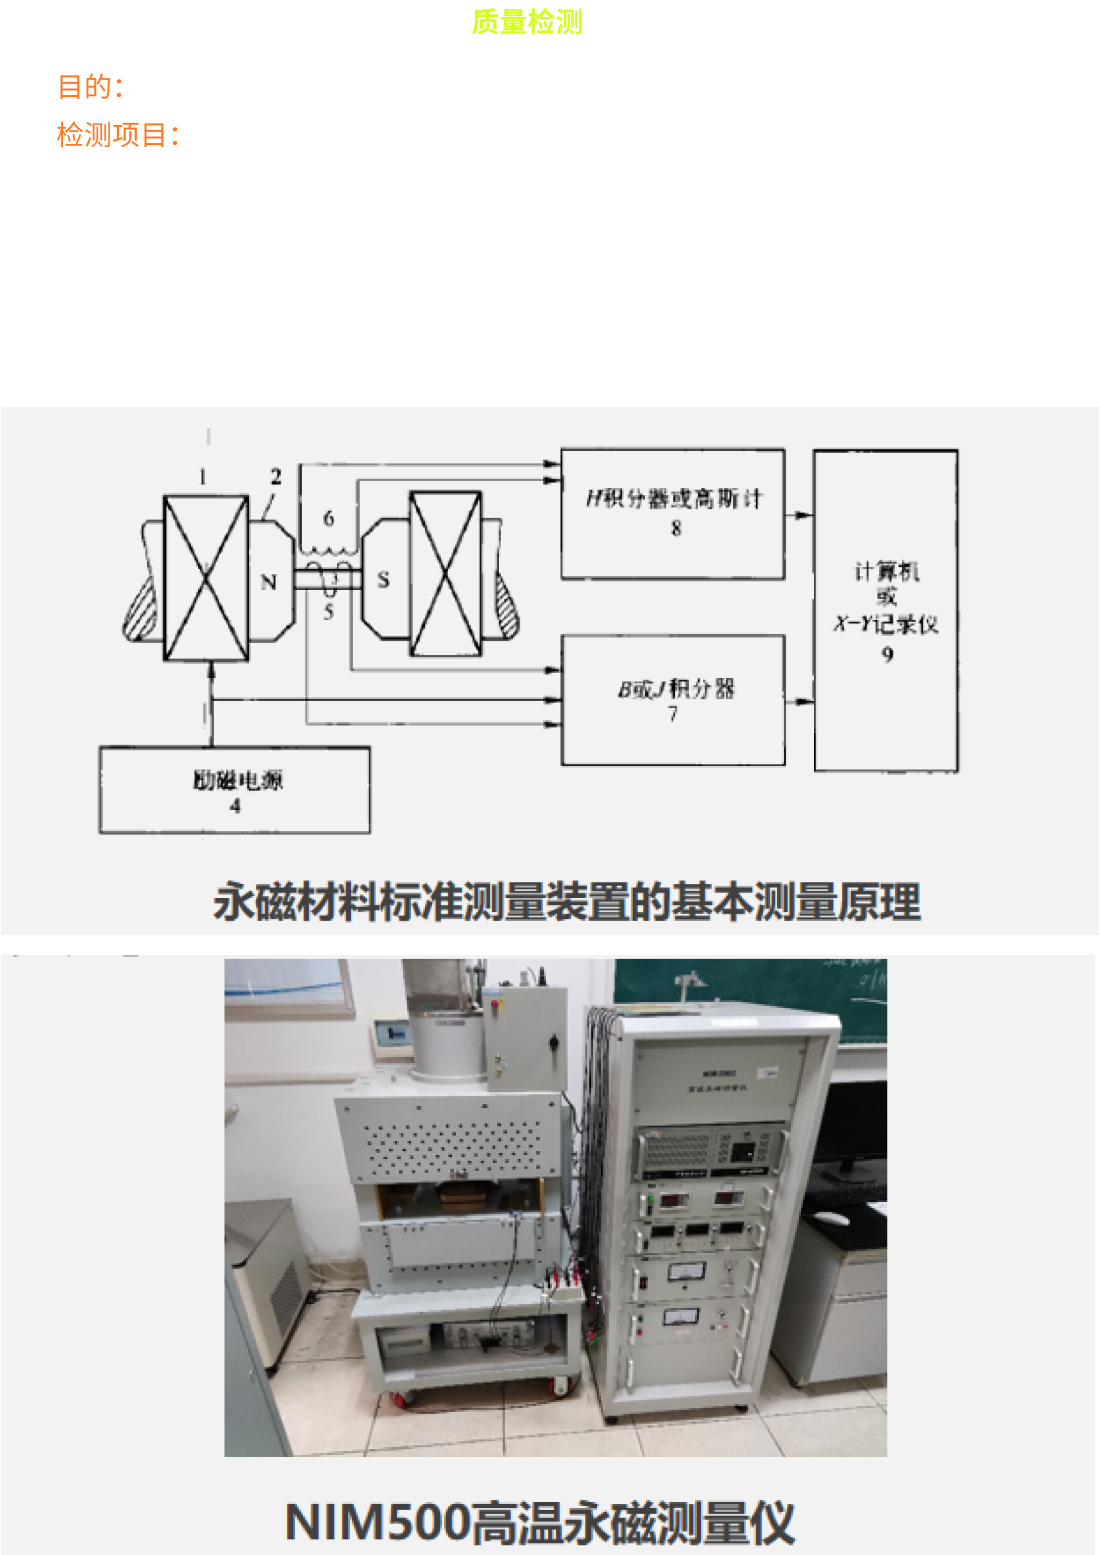 质量检测
目的：
检测项目：
1
2
6
N
3
S
5
H积分器或高斯计
8
计算机
或
X-Y记录仪
9
B或J积分器
7
励磁电源
4
永磁材料标准测量装置的基本测量原理
NIM500高温永磁测量仪